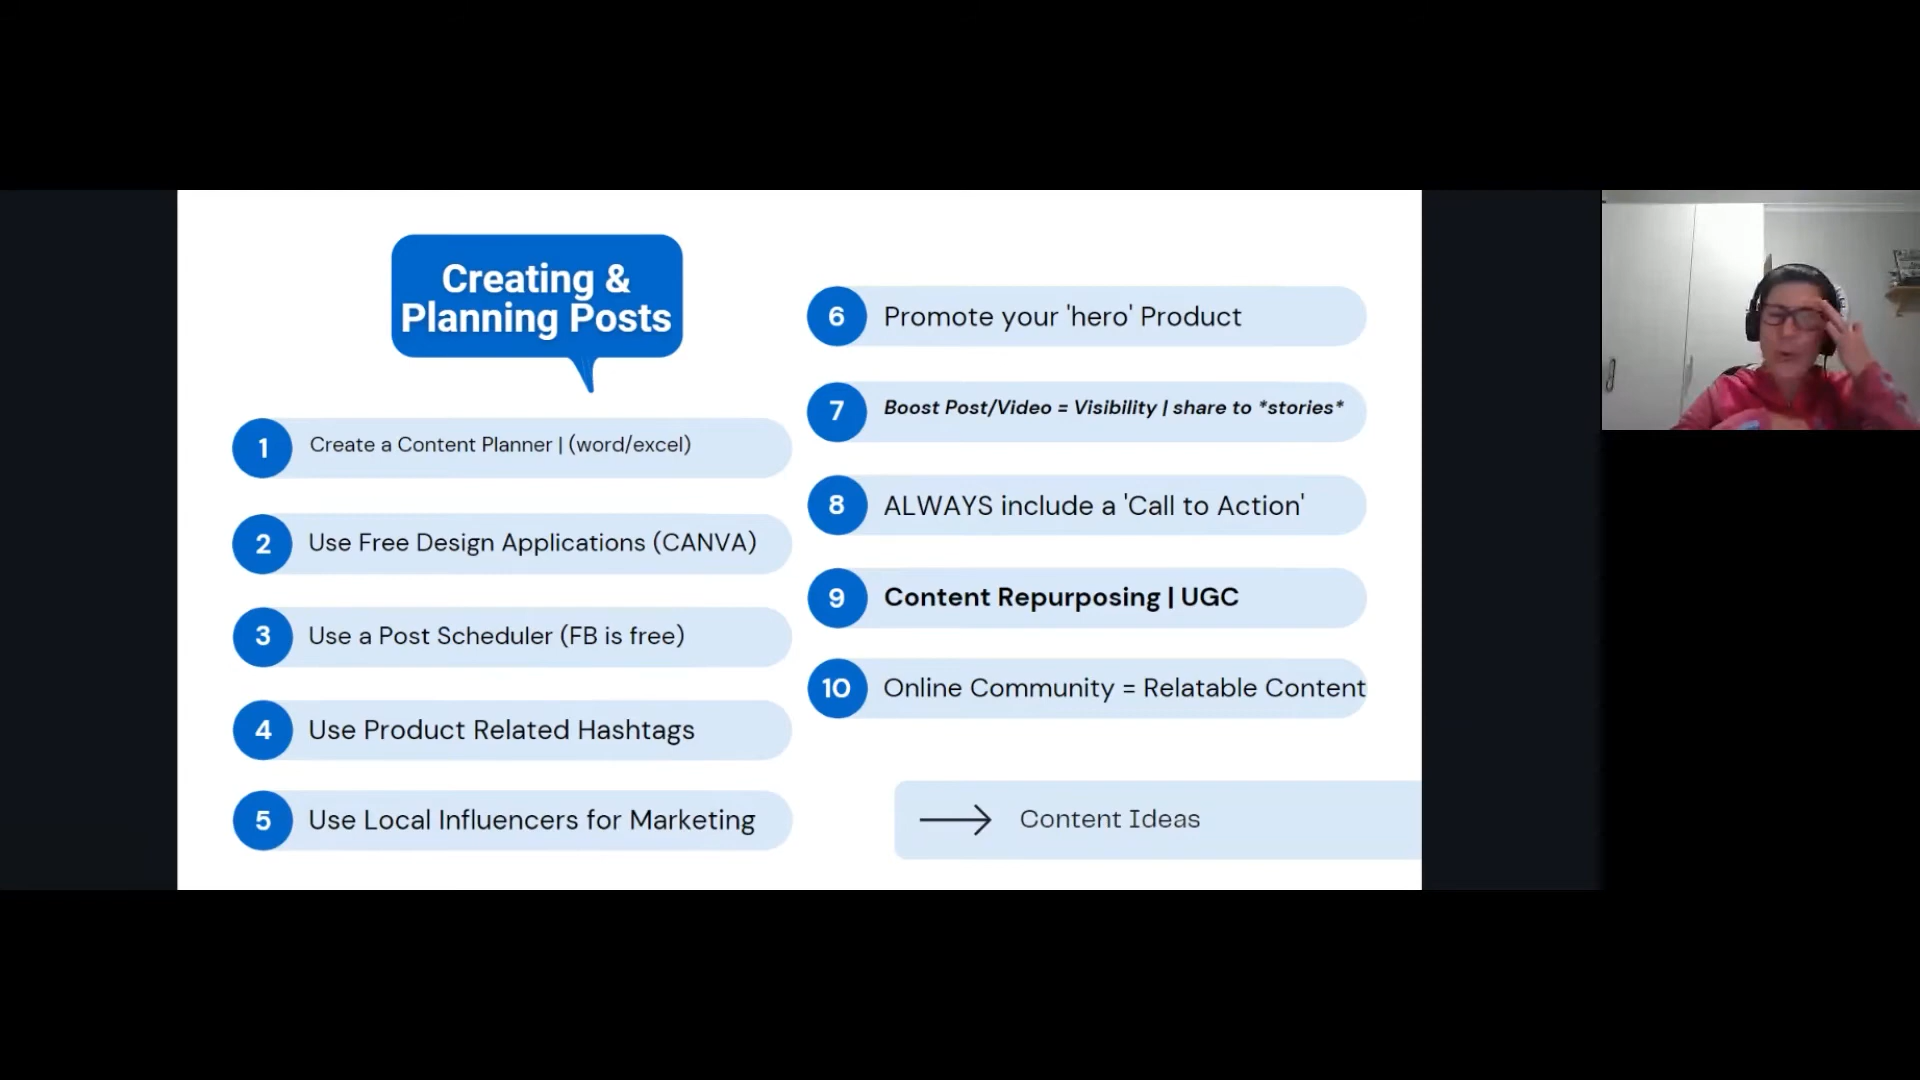 Creating &
Planning Posts
1 Create a Content Planner | (word/excel)
2 Use Free Design Applications (CANVA)
3 Use a Post Scheduler (FB is free)
4 Use Product Related Hashtags
5 Use Local Influencers for Marketing
6 Promote your 'hero' Product
7 Boost Post/Video = Visibility | share to *stories*
8 ALWAYS include a 'Call to Action'
9 Content Repurposing | UGC
10 Online Community = Relatable Content
Content Ideas